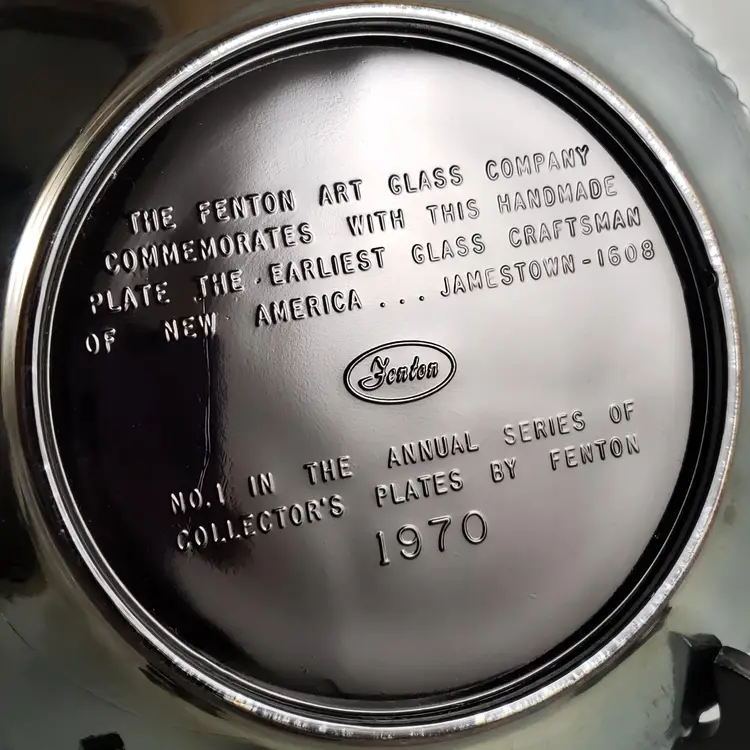 THE FENTON ART GLASS COMPANY
COMMEMORATES WITH THIS HANDMADE
PLATE THE EARLIEST GLASS CRAFTSMAN
OF NEW AMERICA ... JAMESTOWN-1608
Fenton
NO.1 IN THE ANNUAL SERIES OF
COLLECTOR'S PLATES BY FENTON
1970